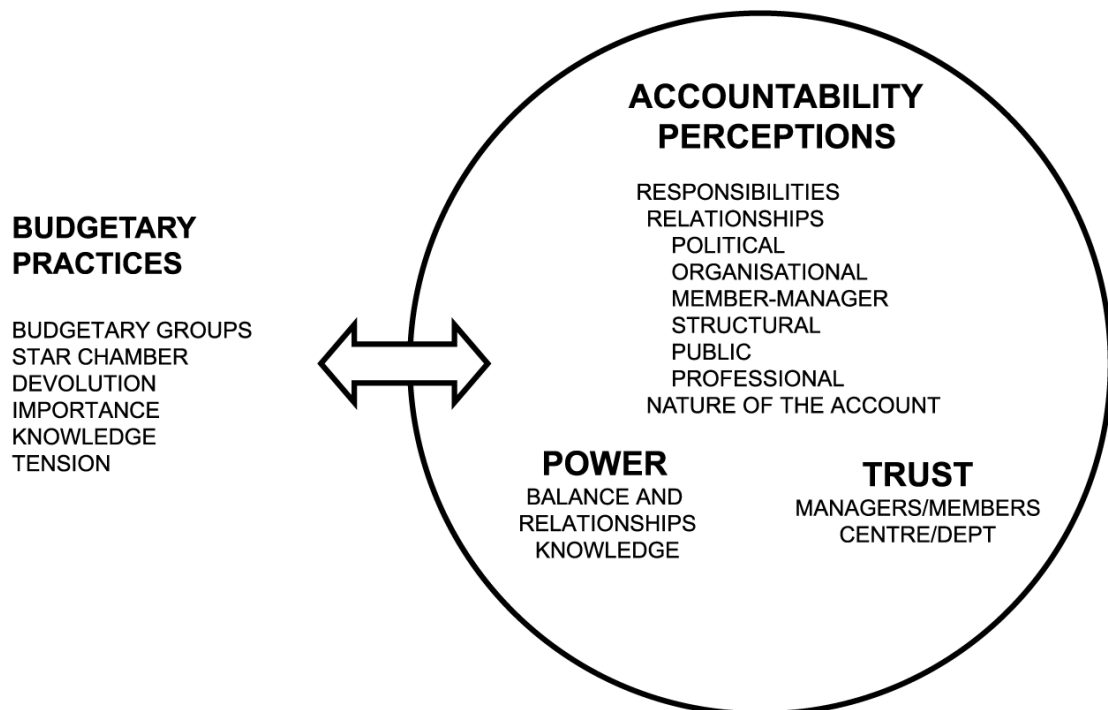 BUDGETARY
PRACTICES
BUDGETARY GROUPS
STAR CHAMBER
DEVOLUTION
IMPORTANCE
KNOWLEDGE
TENSION
ACCOUNTABILITY
PERCEPTIONS
RESPONSIBILITIES
RELATIONSHIPS
POLITICAL
ORGANISATIONAL
MEMBER-MANAGER
STRUCTURAL
PUBLIC
PROFESSIONAL
NATURE OF THE ACCOUNT
POWER
BALANCE AND
RELATIONSHIPS
KNOWLEDGE
TRUST
MANAGERS/MEMBERS
CENTRE/DEPT